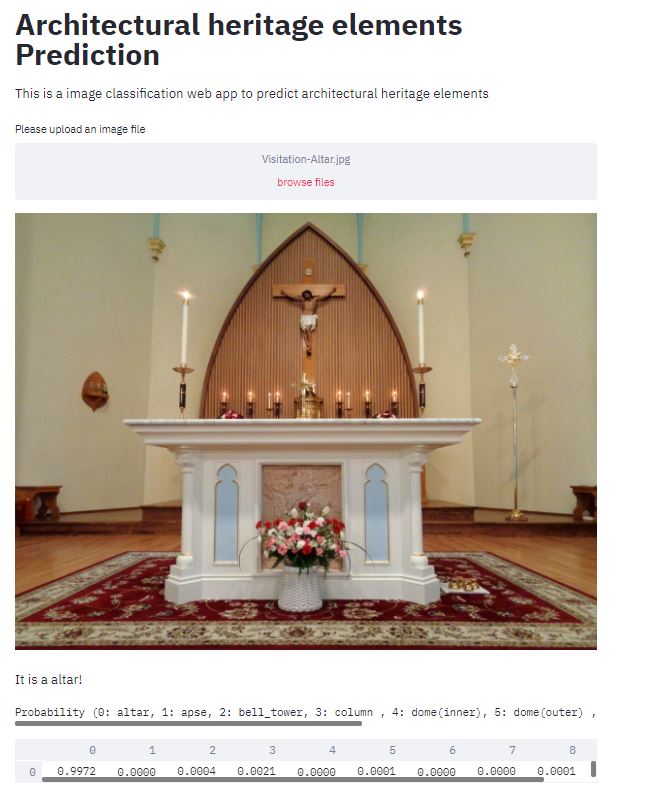 Architectural heritage elements
Prediction
This is a image classification web app to predict architectural heritage elements
Please upload an image file
Visitation-Altar.jpg
browse files
It is a altar!
Probability (0: altar, 1: apse, 2: bell_tower, 3: column , 4: dome(inner), 5: dome(outer) ,
0 1 2 3 4 5 6 7 8
0 0.9972 0.0000 0.0004 0.0021 0.0000 0.0001 0.0000 0.0000 0.0001